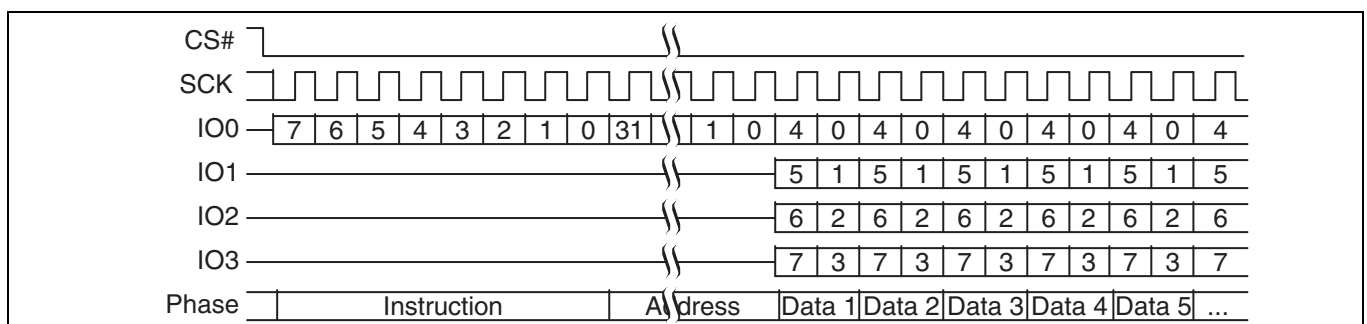 CS#
SCK
IO0 7 6 5 4 3 2 1 0 31 1 0 4 0 4 0 4 0 4 0 4 0 4
IO1 5 1 5 1 5 1 5 1 5 1 5
IO2 6 2 6 2 6 2 6 2 6 2 6
IO3 7 3 7 3 7 3 7 3 7 3 7
Phase Instruction Address Data 1 Data 2 Data 3 Data 4 Data 5 ...